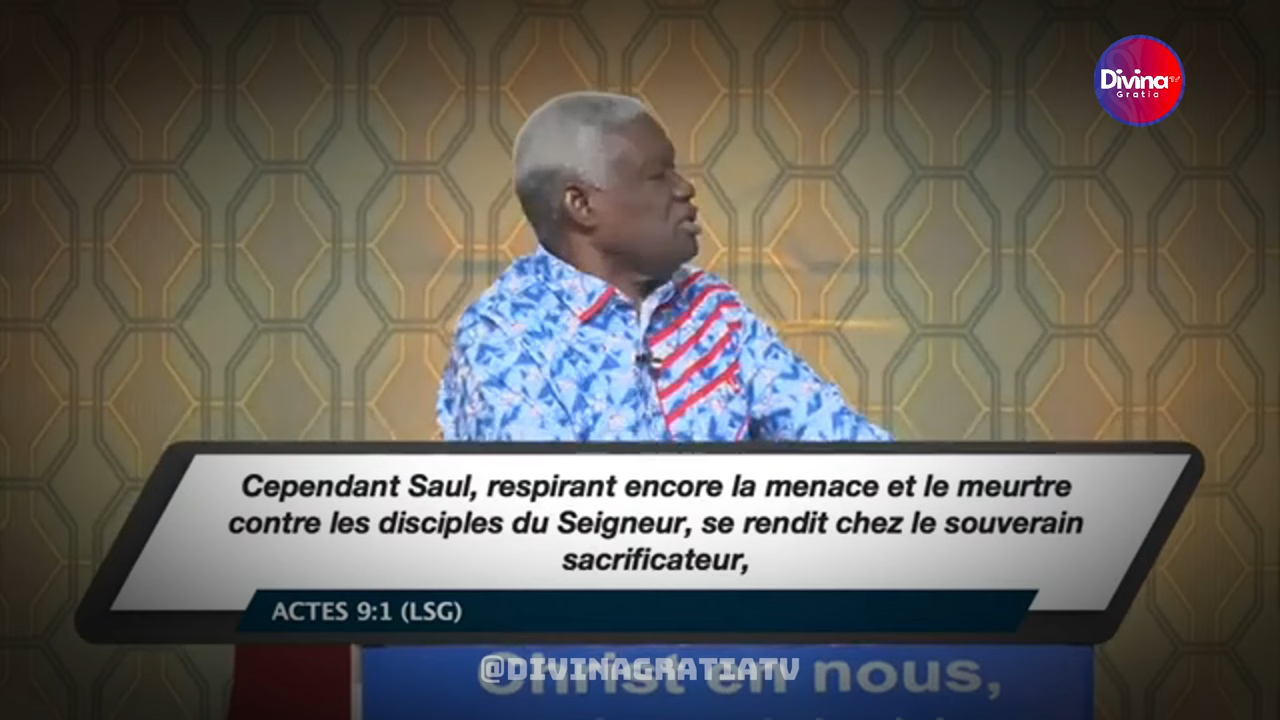 Divina TV
Gratia
Cependant Saul, respirant encore la menace et le meurtre
contre les disciples du Seigneur, se rendit chez le souverain
sacrificateur,
ACTES 9:1 (LSG)
@DIVINAGRATIATV
Christ en nous,